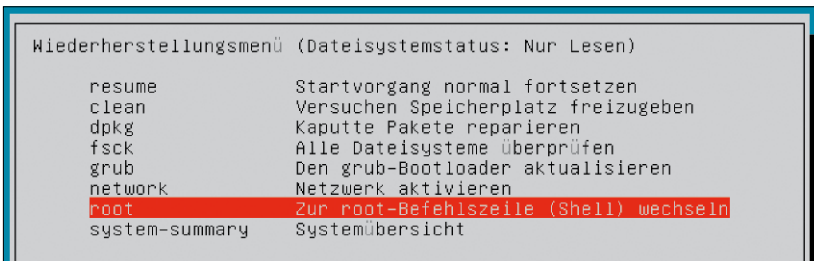 Wiederherstellungsmenü (Dateisystemstatus: Nur Lesen)
resume Startvorgang normal fortsetzen
clean Versuchen Speicherplatz freizugeben
dpkg Kaputte Pakete reparieren
fsck Alle Dateisysteme überprüfen
grub Den grub-Bootloader aktualisieren
network Netzwerk aktivieren
root Zur root-Befehlszeile (Shell) wechseln
system-summary Systemübersicht